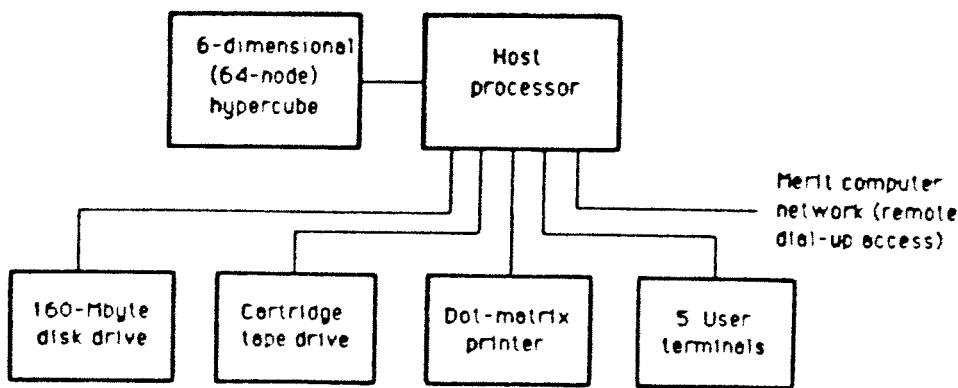 6-dimensional
(64-node)
hypercube
Host
processor
Merit computer
network (remote
dial-up access)
160-Mbyte
disk drive
Cartridge
tape drive
Dot-matrix
printer
5 User
terminals